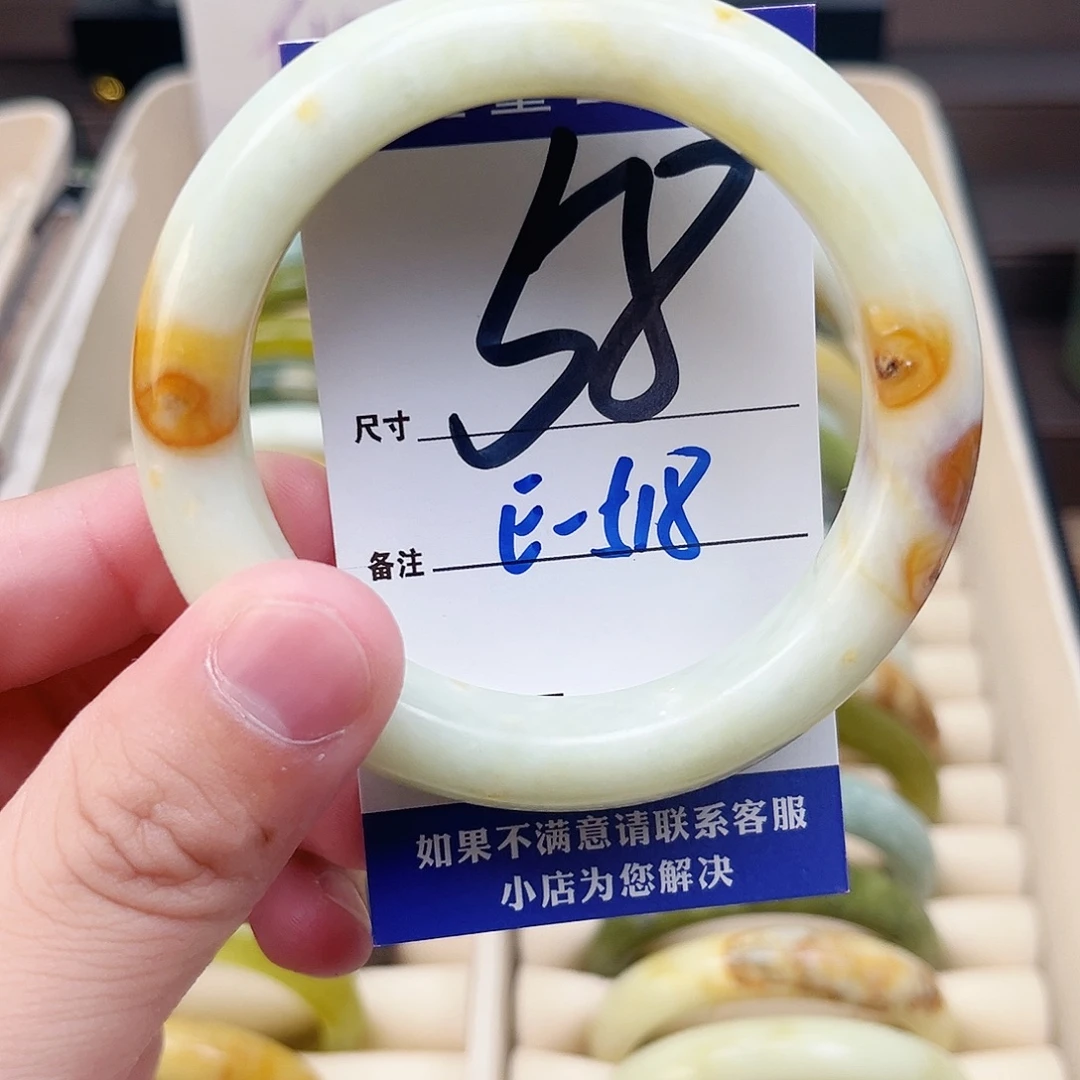 尺寸 58
备注 E-518
如果不满意请联系客服
小店为您解决